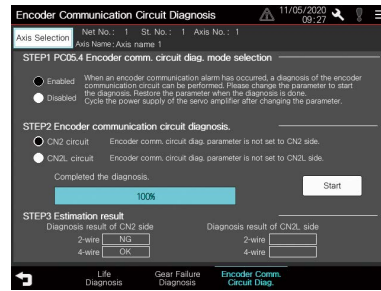 Encoder Communication Circuit Diagnosis
11/05/2020
09:27
Axis Selection
Net No.: 1 St. No.: 1 Axis No.: 1
Axis Name: Axis name 1
STEP1 PC05.4 Encoder comm. circuit diag. mode selection
Enabled
Disabled
When an encoder communication alarm has occurred, a diagnosis of the encoder
communication circuit can be performed. Please change the parameter to start
the diagnosis. Restore the parameter when the diagnosis is done.
Cycle the power supply of the servo amplifier after changing the parameter.
STEP2 Encoder communication circuit diagnosis.
CN2 circuit Encoder comm. circuit diag. parameter is not set to CN2 side.
CN2L circuit Encoder comm. circuit diag. parameter is not set to CN2L side.
Completed the diagnosis.
100%
Start
STEP3 Estimation result
Diagnosis result of CN2 side
2-wire NG
4-wire OK
Diagnosis result of CN2L side
2-wire
4-wire
Life
Diagnosis
Gear Failure
Diagnosis
Encoder Comm.
Circuit Diag.